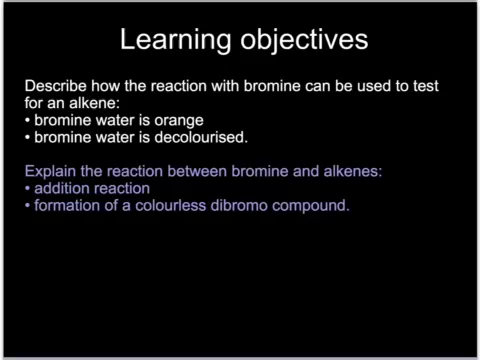 Learning objectives
Describe how the reaction with bromine can be used to test
for an alkene:
• bromine water is orange
• bromine water is decolourised.
Explain the reaction between bromine and alkenes:
• addition reaction
• formation of a colourless dibromo compound.